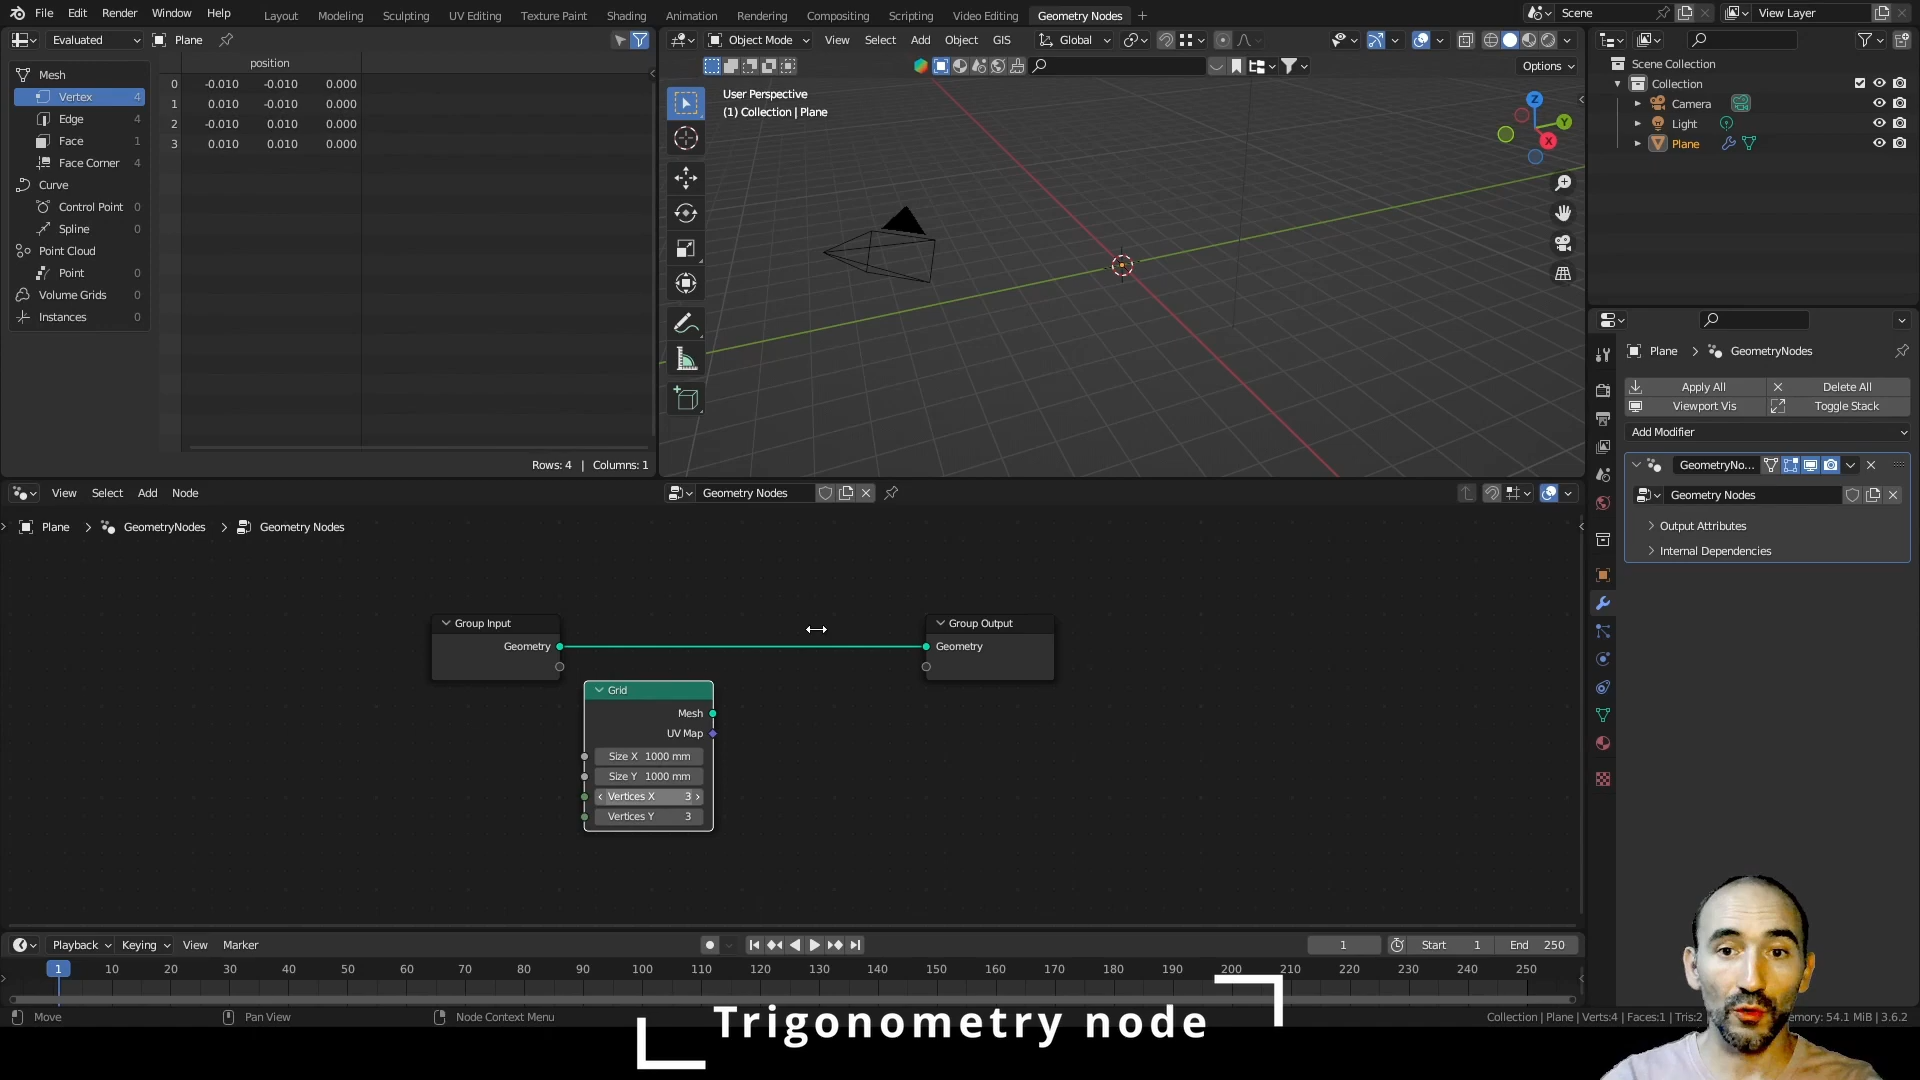 File Edit Render Window Help Layout Modeling Sculpting UV Editing Texture Paint Shading Animation Rendering Compositing Scripting Video Editing Geometry Nodes + Scene View Layer
Evaluated Plane
Object Mode View Select Add Object GIS Global
Options
position
Mesh
Vertex 4
Edge 4
Face 1
Face Corner 4
Curve
Control Point 0
Spline 0
Point Cloud
Point 0
Volume Grids 0
Instances 0
0 -0.010 -0.010 0.000
1 0.010 -0.010 0.000
2 -0.010 0.010 0.000
3 0.010 0.010 0.000
Rows: 4 | Columns: 1
User Perspective
(1) Collection | Plane
Z
Y
X
Scene Collection
Collection
Camera
Light
Plane
Plane > GeometryNodes
Apply All Delete All
Viewport Vis Toggle Stack
Add Modifier
GeometryNo...
Geometry Nodes
Output Attributes
Internal Dependencies
View Select Add Node Geometry Nodes
Plane > GeometryNodes > Geometry Nodes
Group Input
Geometry
Group Output
Geometry
Grid
Mesh
UV Map
Size X 1000 mm
Size Y 1000 mm
Vertices X 3
Vertices Y 3
Playback Keying View Marker 1 Start 1 End 250
1 10 20 30 40 50 60 70 80 90 100 110 120 130 140 150 160 170 180 190 200 210 220 230 240 250
Move Pan View Node Context Menu
Collection | Plane | Verts:4 | Faces:1 | Tris:2 emory: 54.1 MiB | 3.6.2
Trigonometry node